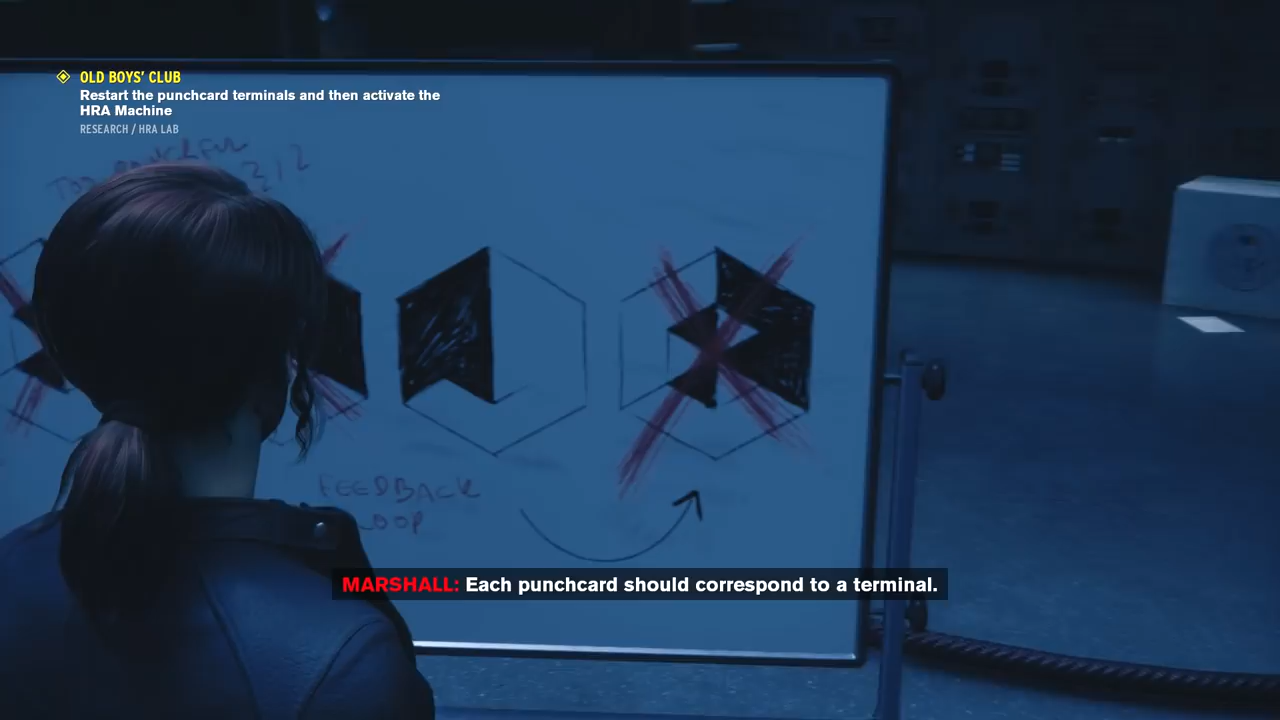 OLD BOYS' CLUB
Restart the punchcard terminals and then activate the
HRA Machine
RESEARCH / HRA LAB
FEEDBACK
LOOP
MARSHALL: Each punchcard should correspond to a terminal.